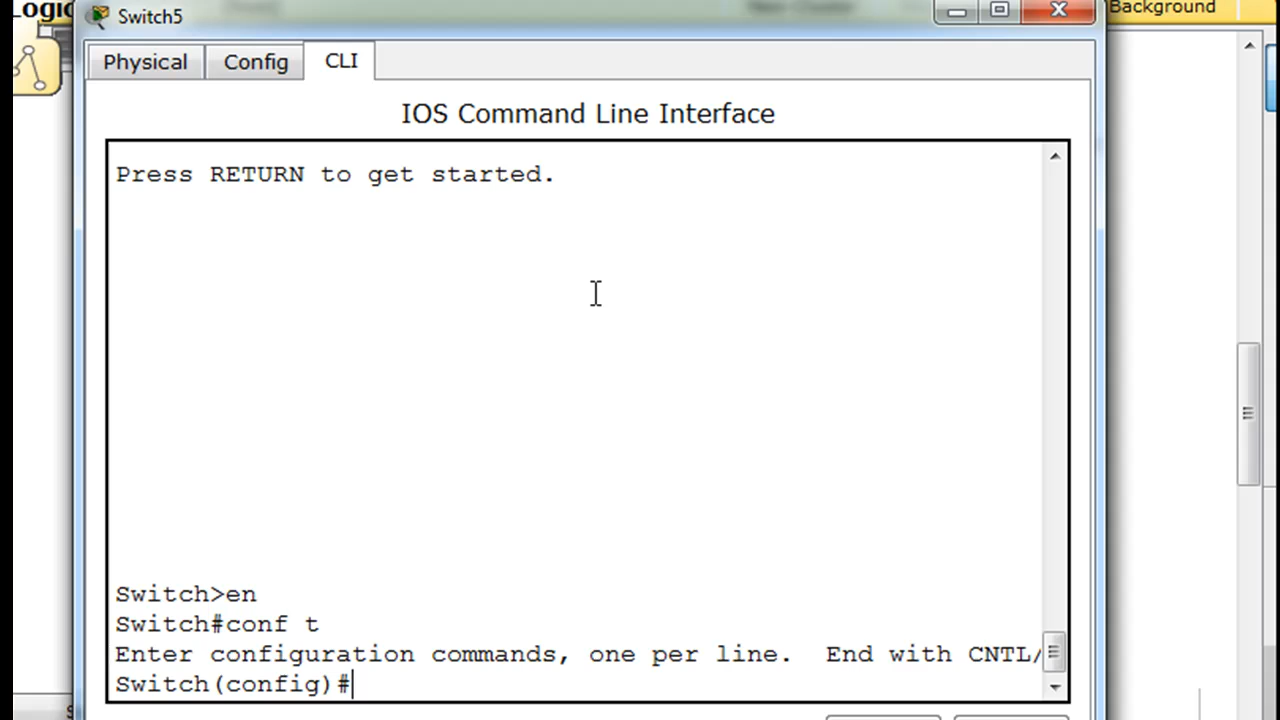 Logic
Switch5
Background
Physical
Config
CLI
IOS Command Line Interface
Press RETURN to get started.
Switch>en
Switch#conf t
Enter configuration commands, one per line.  End with CNTL/
Switch(config)#